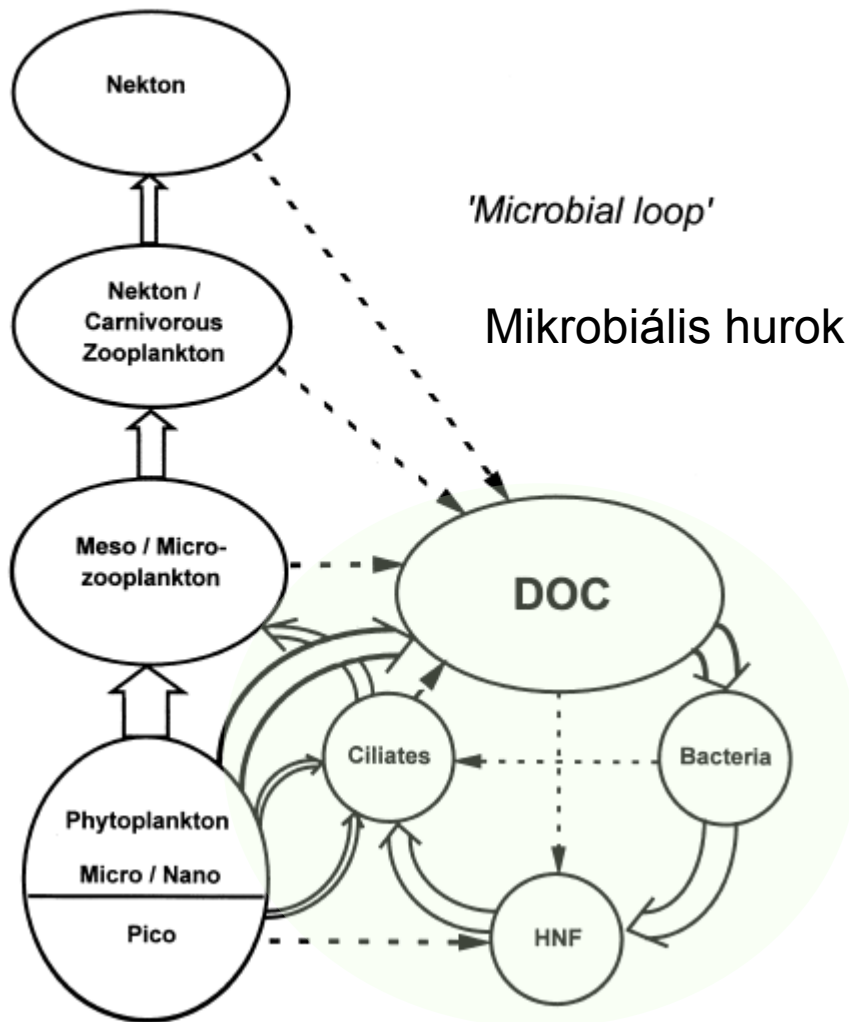 Nekton
'Microbial loop'
Nekton /
Carnivorous
Zooplankton
Mikrobiális hurok
Meso / Micro-
zooplankton
DOC
Ciliates
Bacteria
Phytoplankton
Micro / Nano
Pico
HNF